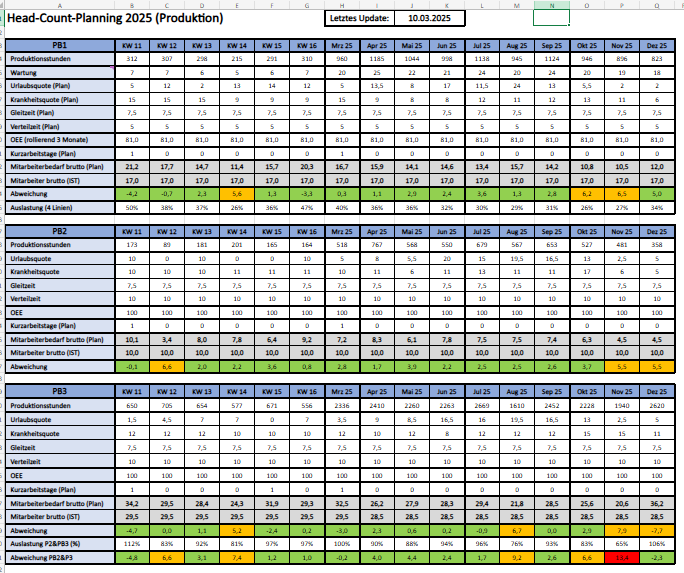 Head-Count-Planning 2025 (Produktion) Letztes Update: 10.03.2025
PB1 KW 11 KW 12 KW 13 KW 14 KW 15 KW 16 Mrz 25 Apr 25 Mai 25 Jun 25 Jul 25 Aug 25 Sep 25 Okt 25 Nov 25 Dez 25
Produktionsstunden 312 307 298 215 291 310 960 1185 1044 998 1138 945 1124 946 896 823
Wartung 7 7 6 5 6 7 20 25 22 21 24 20 24 20 19 18
Urlaubsquote (Plan) 5 12 2 13 14 12 5 13,5 8 17 11,5 24 13 5,5 2 2
Krankheitsquote (Plan) 15 15 15 9 9 9 15 9 8 8 12 11 12 13 11 6
Gleitzeit (Plan) 7,5 7,5 7,5 7,5 7,5 7,5 7,5 7,5 7,5 7,5 7,5 7,5 7,5 7,5 7,5 7,5
Verteilzeit (Plan) 5 5 5 5 5 5 5 5 5 5 5 5 5 5 5 5
OEE (rollierend 3 Monate) 81,0 81,0 81,0 81,0 81,0 81,0 81,0 81,0 81,0 81,0 81,0 81,0 81,0 81,0 81,0 81,0
Kurzarbeitstage (Plan) 1 0 0 0 0 0 1 0 0 0 0 0 0 0 0 0
Mitarbeiterbedarf brutto (Plan) 21,2 17,7 14,7 11,4 15,7 20,3 16,7 15,9 14,1 14,6 13,4 15,7 14,2 10,8 10,5 12,0
Mitarbeiter brutto (IST) 17,0 17,0 17,0 17,0 17,0 17,0 17,0 17,0 17,0 17,0 17,0 17,0 17,0 17,0 17,0 17,0
Abweichung -4,2 -0,7 2,3 5,6 1,3 -3,3 0,3 1,1 2,9 2,4 3,6 1,3 2,8 6,2 6,5 5,0
Auslastung (4 Linien) 50% 38% 37% 26% 36% 47% 40% 36% 36% 32% 30% 29% 31% 26% 27% 34%
PB2 KW 11 KW 12 KW 13 KW 14 KW 15 KW 16 Mrz 25 Apr 25 Mai 25 Jun 25 Jul 25 Aug 25 Sep 25 Okt 25 Nov 25 Dez 25
Produktionsstunden 173 89 181 201 165 164 518 767 568 550 679 567 653 527 481 358
Urlaubsquote 10 0 10 0 0 10 5 8 5,5 20 15 19,5 16,5 13 2,5 5
Krankheitsquote 10 10 10 11 11 11 11 11 6 11 13 11 11 17 6 5
Gleitzeit 7,5 7,5 7,5 7,5 7,5 7,5 7,5 7,5 7,5 7,5 7,5 7,5 7,5 7,5 7,5 7,5
Verteilzeit 10 10 10 10 10 10 10 10 10 10 10 10 10 10 10 10
OEE 100 100 100 100 100 100 100 100 100 100 100 100 100 100 100 100
Kurzarbeitstage (Plan) 1 0 0 0 0 0 1 0 0 0 0 0 0 0 0 0
Mitarbeiterbedarf brutto (Plan) 10,1 3,4 8,0 7,8 6,4 9,2 7,2 8,3 6,1 7,8 7,5 7,5 7,4 6,3 4,5 4,5
Mitarbeiter brutto (IST) 10,0 10,0 10,0 10,0 10,0 10,0 10,0 10,0 10,0 10,0 10,0 10,0 10,0 10,0 10,0 10,0
Abweichung -0,1 6,6 2,0 2,2 3,6 0,8 2,8 1,7 3,9 2,2 2,5 2,5 2,6 3,7 5,5 5,5
PB3 KW 11 KW 12 KW 13 KW 14 KW 15 KW 16 Mrz 25 Apr 25 Mai 25 Jun 25 Jul 25 Aug 25 Sep 25 Okt 25 Nov 25 Dez 25
Produktionsstunden 650 705 654 577 671 556 2336 2410 2260 2263 2669 1610 2452 2228 1940 2620
Urlaubsquote 1,5 4,5 7 7 0 7 3,5 9 8,5 16,5 16 19,5 16,5 13 2,5 5
Krankheitsquote 12 12 12 10 10 10 12 10 12 8 12 12 12 15 15 11
Gleitzeit 7,5 7,5 7,5 7,5 7,5 7,5 7,5 7,5 7,5 7,5 7,5 7,5 7,5 7,5 7,5 7,5
Verteilzeit 10 10 10 10 10 10 10 10 10 10 10 10 10 10 10 10
OEE 100 100 100 100 100 100 100 100 100 100 100 100 100 100 100 100
Kurzarbeitstage (Plan) 1 0 0 0 1 0 1 0 0 0 0 0 0 0 0 0
Mitarbeiterbedarf brutto (Plan) 34,2 29,5 28,4 24,3 31,9 29,3 32,5 26,2 27,9 28,3 29,4 21,8 28,5 25,6 20,6 36,2
Mitarbeiter brutto (IST) 29,5 29,5 29,5 29,5 29,5 29,5 29,5 28,5 28,5 28,5 28,5 28,5 28,5 28,5 28,5 28,5
Abweichung -4,7 0,0 1,1 5,2 -2,4 0,2 -3,0 2,3 0,6 0,2 -0,9 6,7 0,0 2,9 7,9 -7,7
Auslastung P2&PB3 (%) 112% 83% 92% 81% 97% 97% 100% 90% 88% 94% 96% 76% 93% 83% 65% 106%
Abweichung PB2&P3 -4,8 6,6 3,1 7,4 1,2 1,0 -0,2 4,0 4,4 2,4 1,7 9,2 2,6 6,6 -2,3